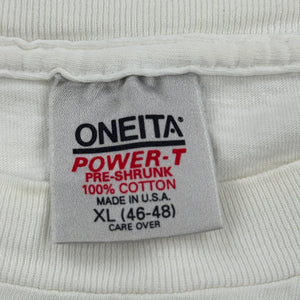 ONEITA®
POWER-T
PRE-SHRUNK
100% COTTON
MADE IN U.S.A.
XL (46-48)
CARE OVER